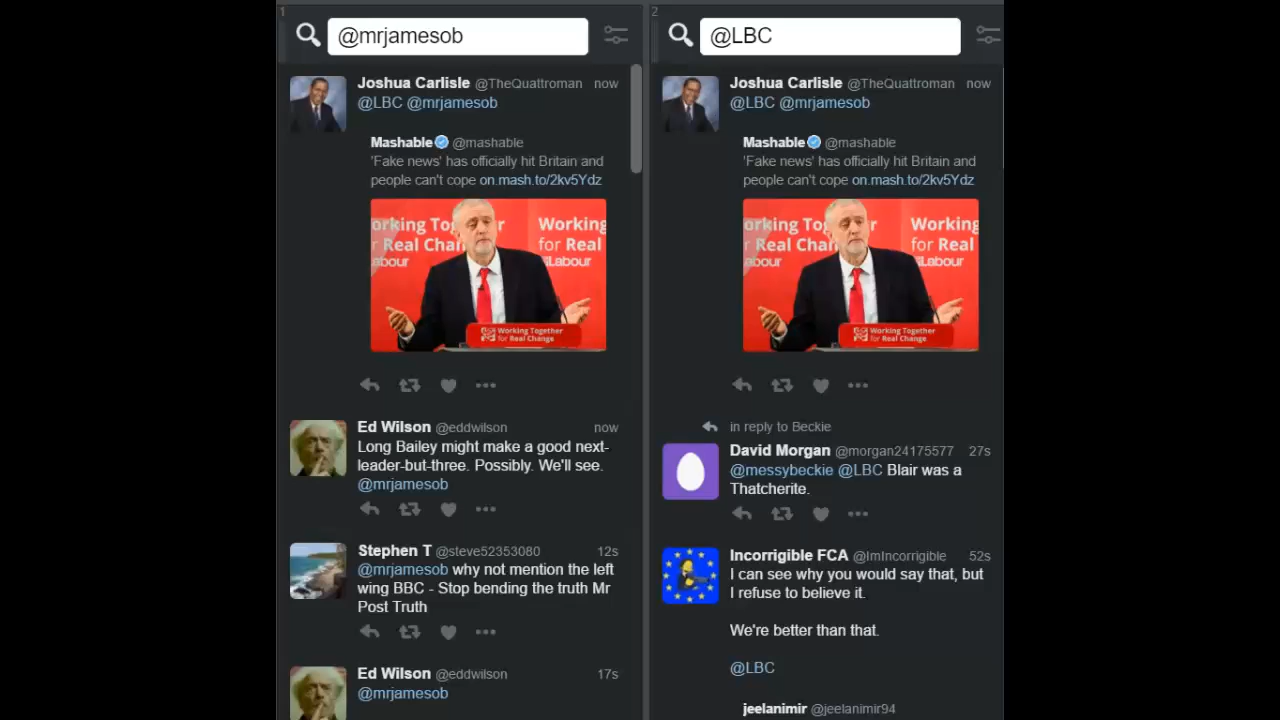 1
@mrjamesob
Joshua Carlisle @TheQuattroman now
@LBC @mrjamesob
Mashable @mashable
'Fake news' has officially hit Britain and
people can't cope on.mash.to/2kv5Ydz
orking Tog r Working
r Real Chan for Real
abour Labour
Working Together
for Real Change
Ed Wilson @eddwilson now
Long Bailey might make a good next-
leader-but-three. Possibly. We'll see.
@mrjamesob
Stephen T @steve52353080 12s
@mrjamesob why not mention the left
wing BBC - Stop bending the truth Mr
Post Truth
Ed Wilson @eddwilson 17s
@mrjamesob
2
@LBC
Joshua Carlisle @TheQuattroman now
@LBC @mrjamesob
Mashable @mashable
'Fake news' has officially hit Britain and
people can't cope on.mash.to/2kv5Ydz
orking Tog r Working
r Real Chan for Real
abour Labour
Working Together
for Real Change
in reply to Beckie
David Morgan @morgan24175577 27s
@messybeckie @LBC Blair was a
Thatcherite.
Incorrigible FCA @ImIncorrigible 52s
I can see why you would say that, but
I refuse to believe it.
We're better than that.
@LBC
jeelanimir @jeelanimir94